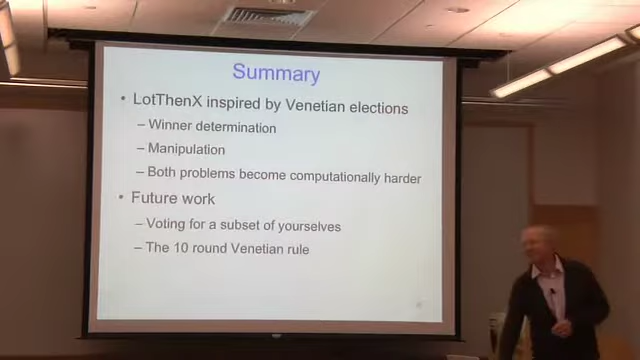 Summary
• LotThenX inspired by Venetian elections
– Winner determination
– Manipulation
– Both problems become computationally harder
• Future work
– Voting for a subset of yourselves
– The 10 round Venetian rule